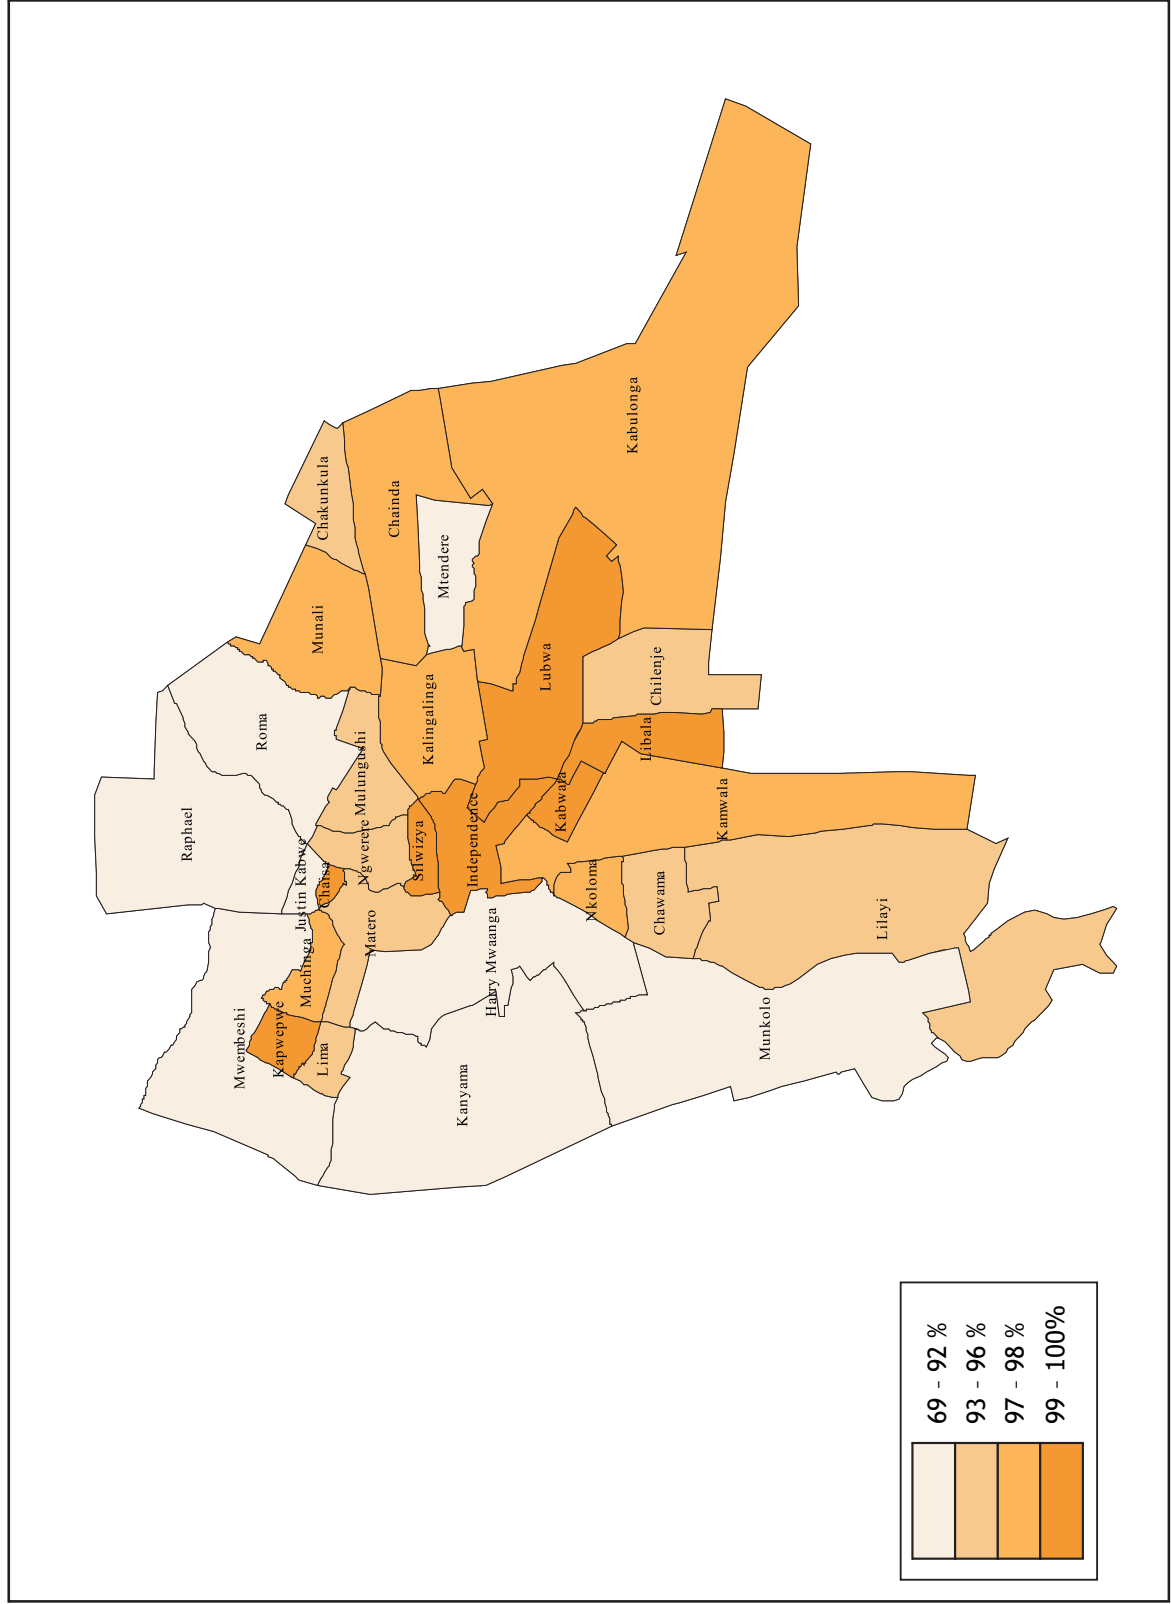 Raphael
Roma
Mwembeshi
Justin Kabwe
Chaisa
Muchinga
Kapwepwe
Lima
Munali
Chakunkula
Chainda
Mtendere
Kabulonga
Kalingalinga
Mulungushi
Ngwerere
Matero
Silwizya
Independence
Lubwa
Chilenje
Libala
Kabwata
Kamwala
Nkoloma
Chawama
Lilayi
Harry Mwaanga
Kanyama
Munkolo
69 - 92 %
93 - 96 %
97 - 98 %
99 - 100%